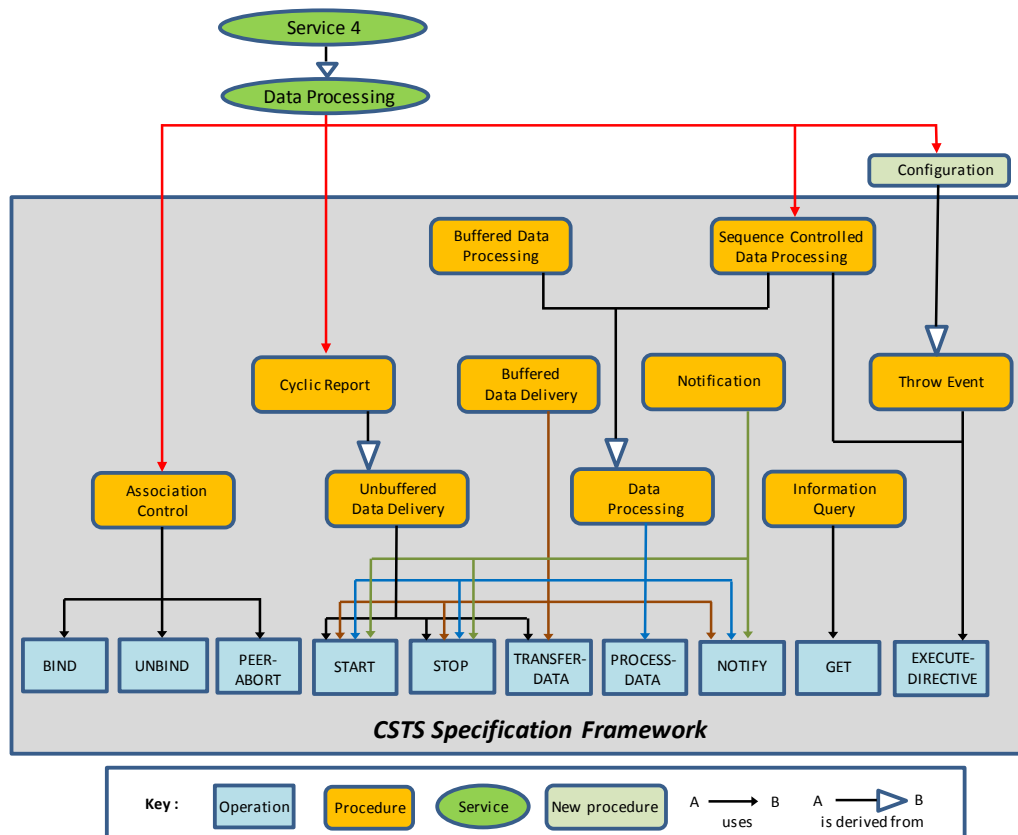 Service 4
Data Processing
Configuration
Buffered Data
Processing
Sequence Controlled
Data Processing
Cyclic Report
Buffered
Data Delivery
Notification
Throw Event
Association
Control
Unbuffered
Data Delivery
Data
Processing
Information
Query
BIND
UNBIND
PEER-
ABORT
START
STOP
TRANSFER-
DATA
PROCESS-
DATA
NOTIFY
GET
EXECUTE-
DIRECTIVE
CSTS Specification Framework
Key :
Operation
Procedure
Service
New procedure
A
B
uses
A
B
is derived from